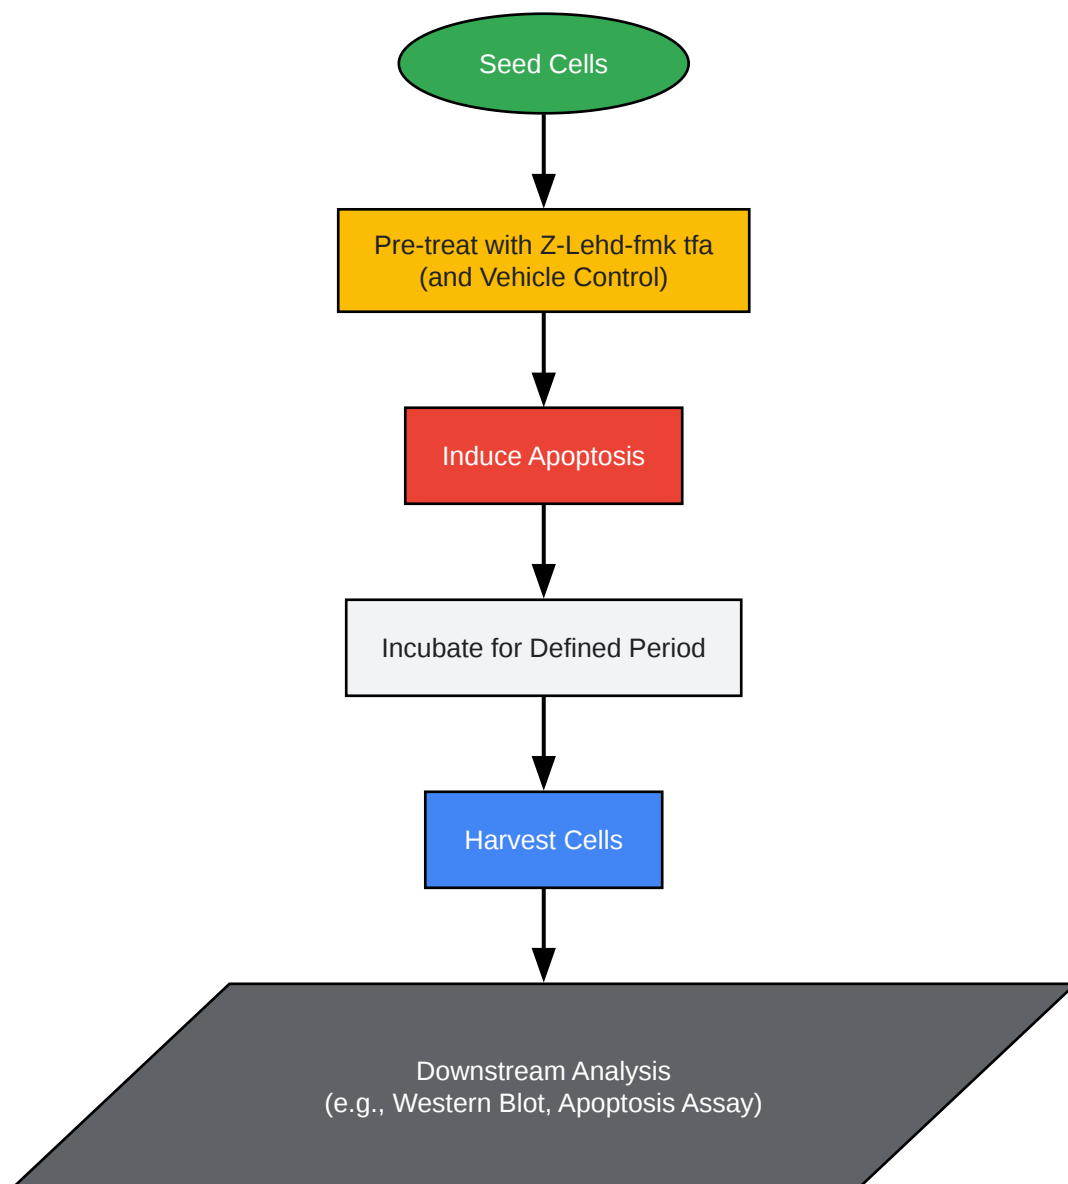 Seed Cells
Pre-treat with Z-Lehd-fmk tfa
(and Vehicle Control)
Induce Apoptosis
Incubate for Defined Period
Harvest Cells
Downstream Analysis
(e.g., Western Blot, Apoptosis Assay)